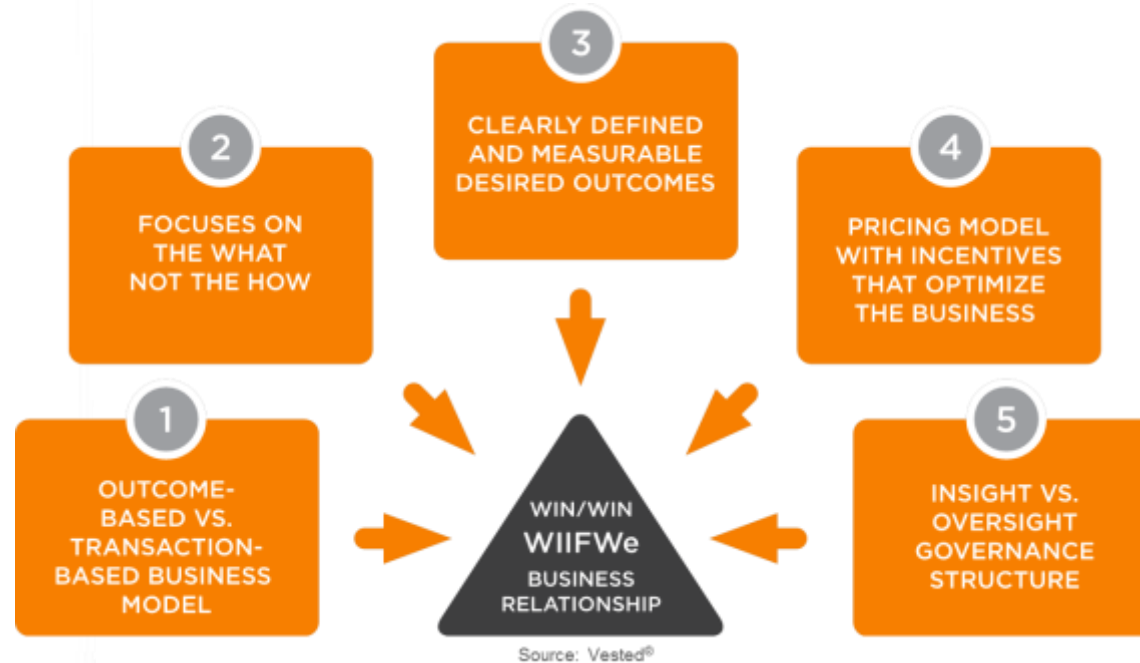 1
OUTCOME-
BASED VS.
TRANSACTION-
BASED BUSINESS
MODEL
2
FOCUSES ON
THE WHAT
NOT THE HOW
3
CLEARLY DEFINED
AND MEASURABLE
DESIRED OUTCOMES
4
PRICING MODEL
WITH INCENTIVES
THAT OPTIMIZE
THE BUSINESS
5
INSIGHT VS.
OVERSIGHT
GOVERNANCE
STRUCTURE
WIN/WIN
WIIFWe
BUSINESS
RELATIONSHIP
Source: Vested®